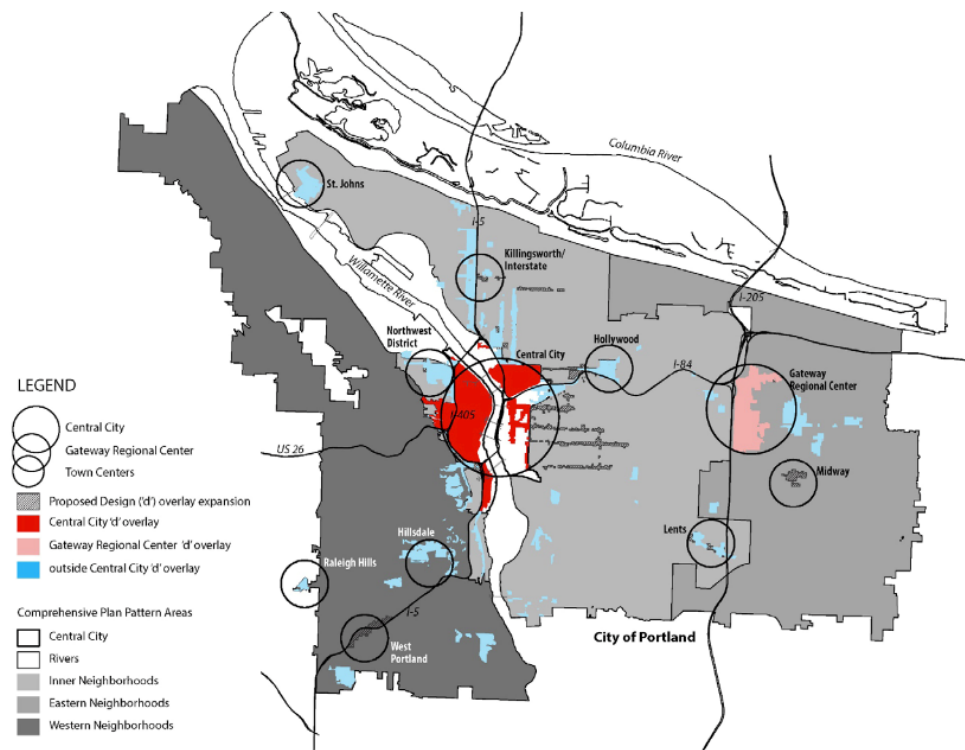 Columbia River
St. Johns
I-5
Killingsworth/
Interstate
Willamette River
I-205
Northwest
District
Central City
Hollywood
I-84
Gateway
Regional Center
I-405
US 26
Midway
Lents
Hillsdale
Raleigh Hills
I-5
West
Portland
City of Portland
LEGEND
Central City
Gateway Regional Center
Town Centers
Proposed Design ('d') overlay expansion
Central City 'd' overlay
Gateway Regional Center 'd' overlay
outside Central City 'd' overlay
Comprehensive Plan Pattern Areas
Central City
Rivers
Inner Neighborhoods
Eastern Neighborhoods
Western Neighborhoods